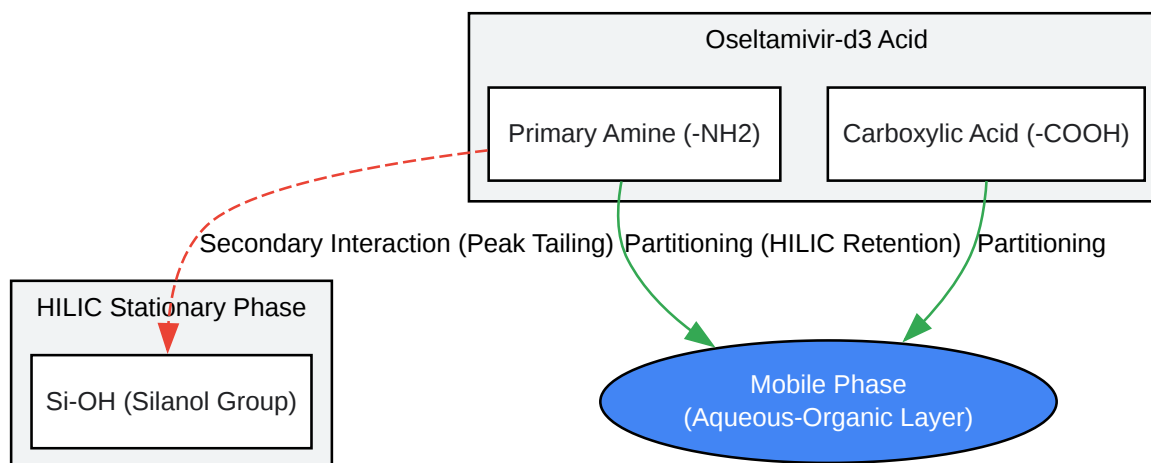 Oseltamivir-d3 Acid
Primary Amine (-NH2)
Carboxylic Acid (-COOH)
Secondary Interaction (Peak Tailing)
Partitioning (HILIC Retention)
Partitioning
HILIC Stationary Phase
Si-OH (Silanol Group)
Mobile Phase
(Aqueous-Organic Layer)